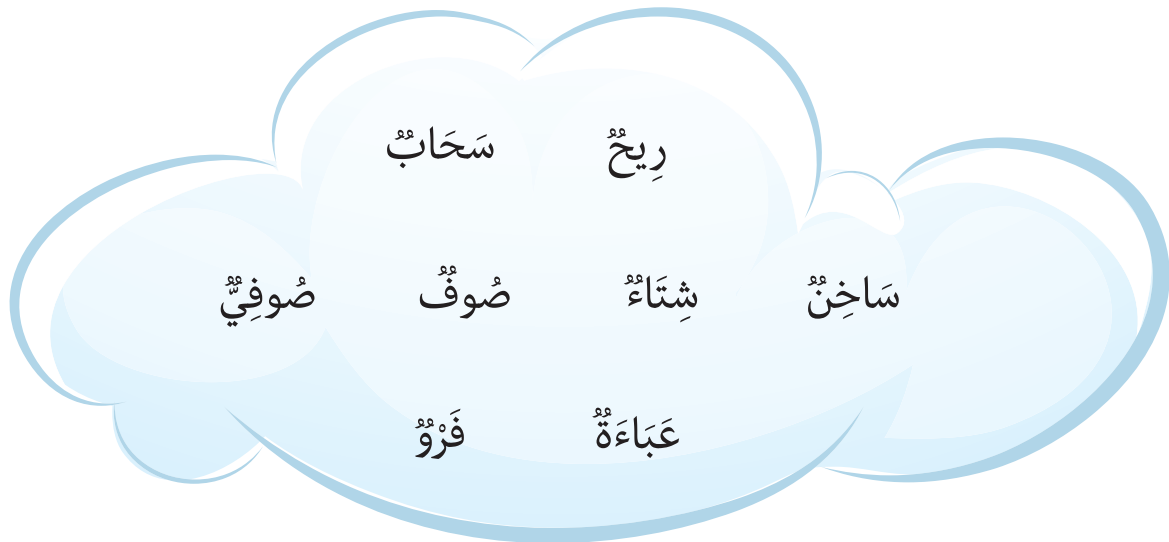 رِيحٌ سَحَابٌ
سَاخِنٌ شِتَاءٌ صُوفٌ صُوفِيٌّ
عَبَاءَةٌ فَرْوٌ